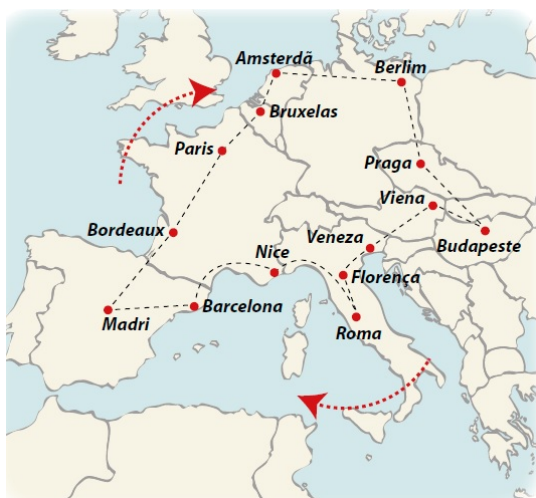 Amsterdã
Berlim
Bruxelas
Paris
Praga
Viena
Bordeaux
Veneza
Budapeste
Nice
Florença
Barcelona
Madri
Roma